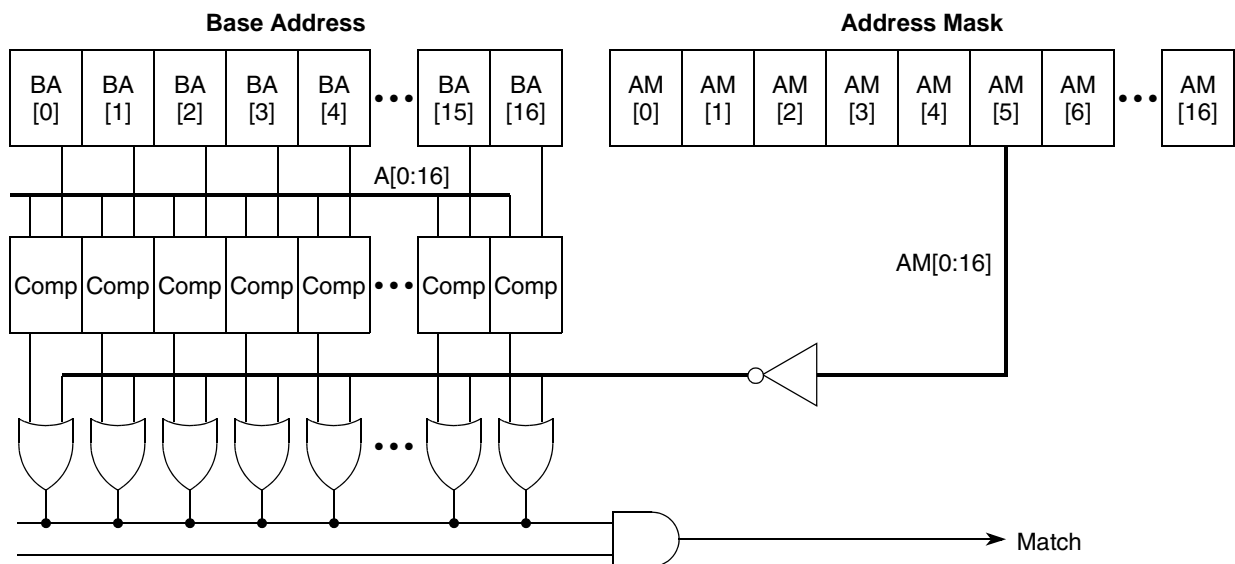 Base Address
Address Mask
BA [0] BA [1] BA [2] BA [3] BA [4] ••• BA [15] BA [16]
AM [0] AM [1] AM [2] AM [3] AM [4] AM [5] AM [6] ••• AM [16]
A[0:16]
Comp Comp Comp Comp Comp ••• Comp Comp
AM[0:16]
•••
Match